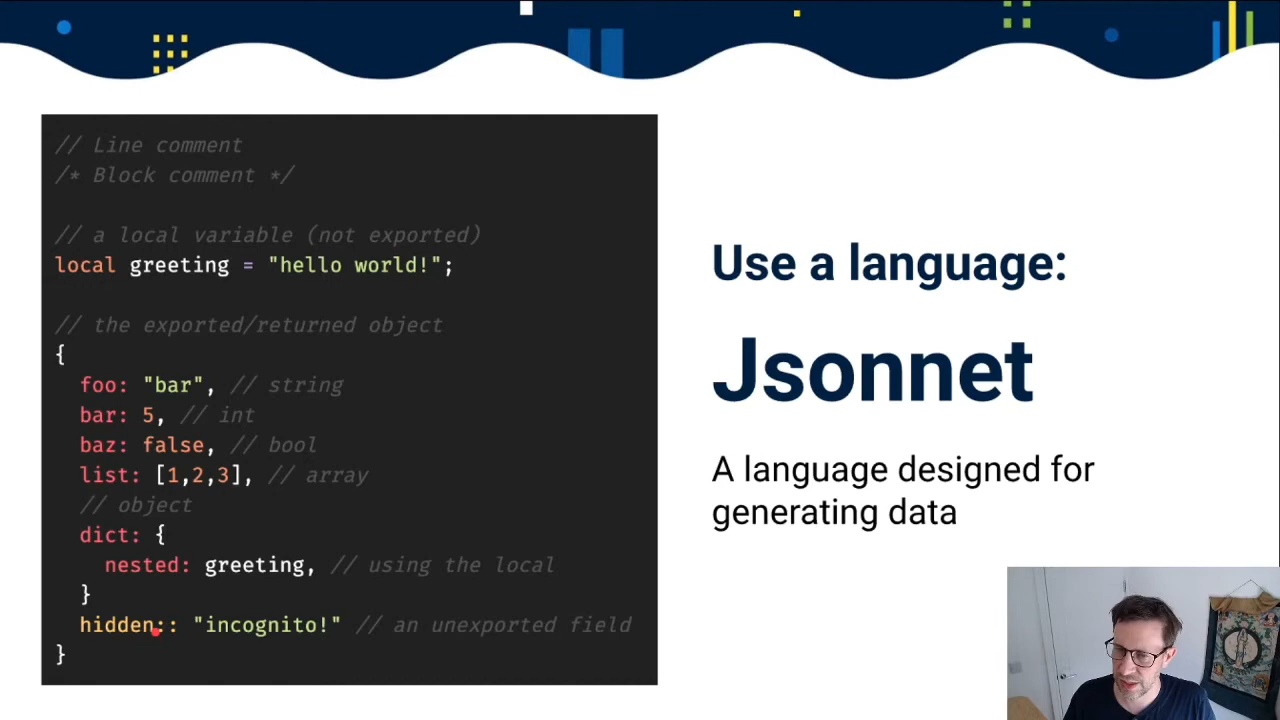 // Line comment
/* Block comment */
// a local variable (not exported)
local greeting = "hello world!";
// the exported/returned object
{
foo: "bar", // string
bar: 5, // int
baz: false, // bool
list: [1,2,3], // array
// object
dict: {
nested: greeting, // using the local
}
hidden:: "incognito!" // an unexported field
}
Use a language:
Jsonnet
A language designed for
generating data